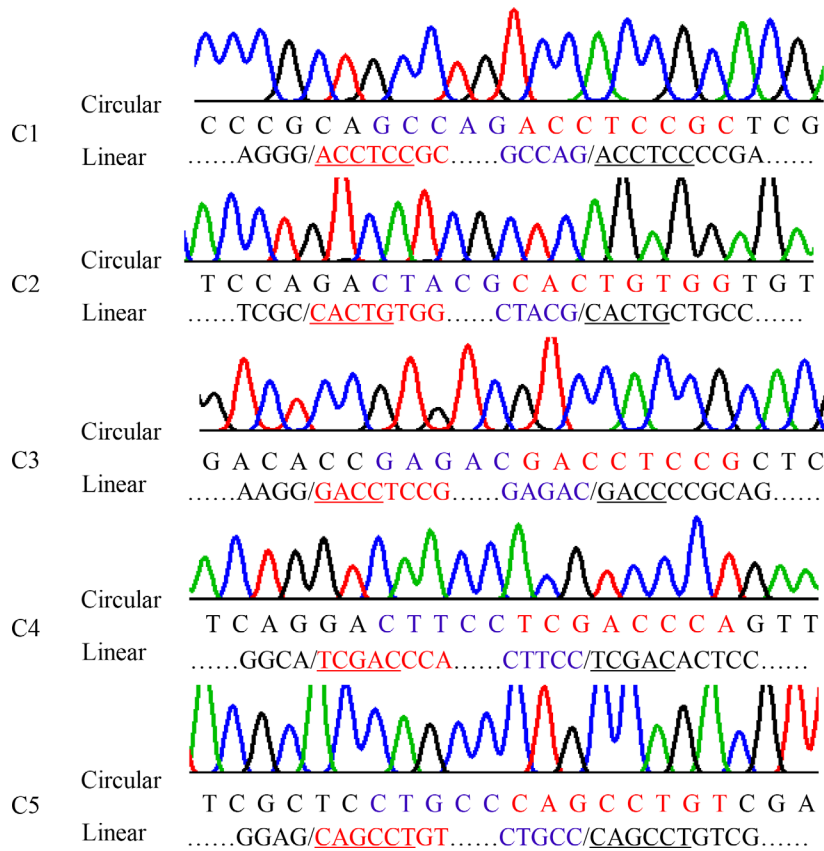 Circular
C1
C C C G C A G C C A G A C C T C C G C T C G
Linear ......AGGG/ACCTCCGC......GCCAG/ACCTCCCCGA......
Circular
C2
T C C A G A C T A C G C A C T G T G G T G T
Linear ......TCGC/CACTGTGG......CTACG/CACTGCTGCC......
Circular
C3
G A C A C C G A G A C G A C C T C C G C T C
Linear ......AAGG/GACCTCCG......GAGAC/GACCCCGCAG......
Circular
C4
T C A G G A C T T C C T C G A C C C A G T T
Linear ......GGCA/TCGACCCA......CTTCC/TCGACACTCC......
Circular
C5
T C G C T C C T G C C C A G C C T G T C G A
Linear ......GGAG/CAGCCTGT......CTGCC/CAGCCTGTCG......